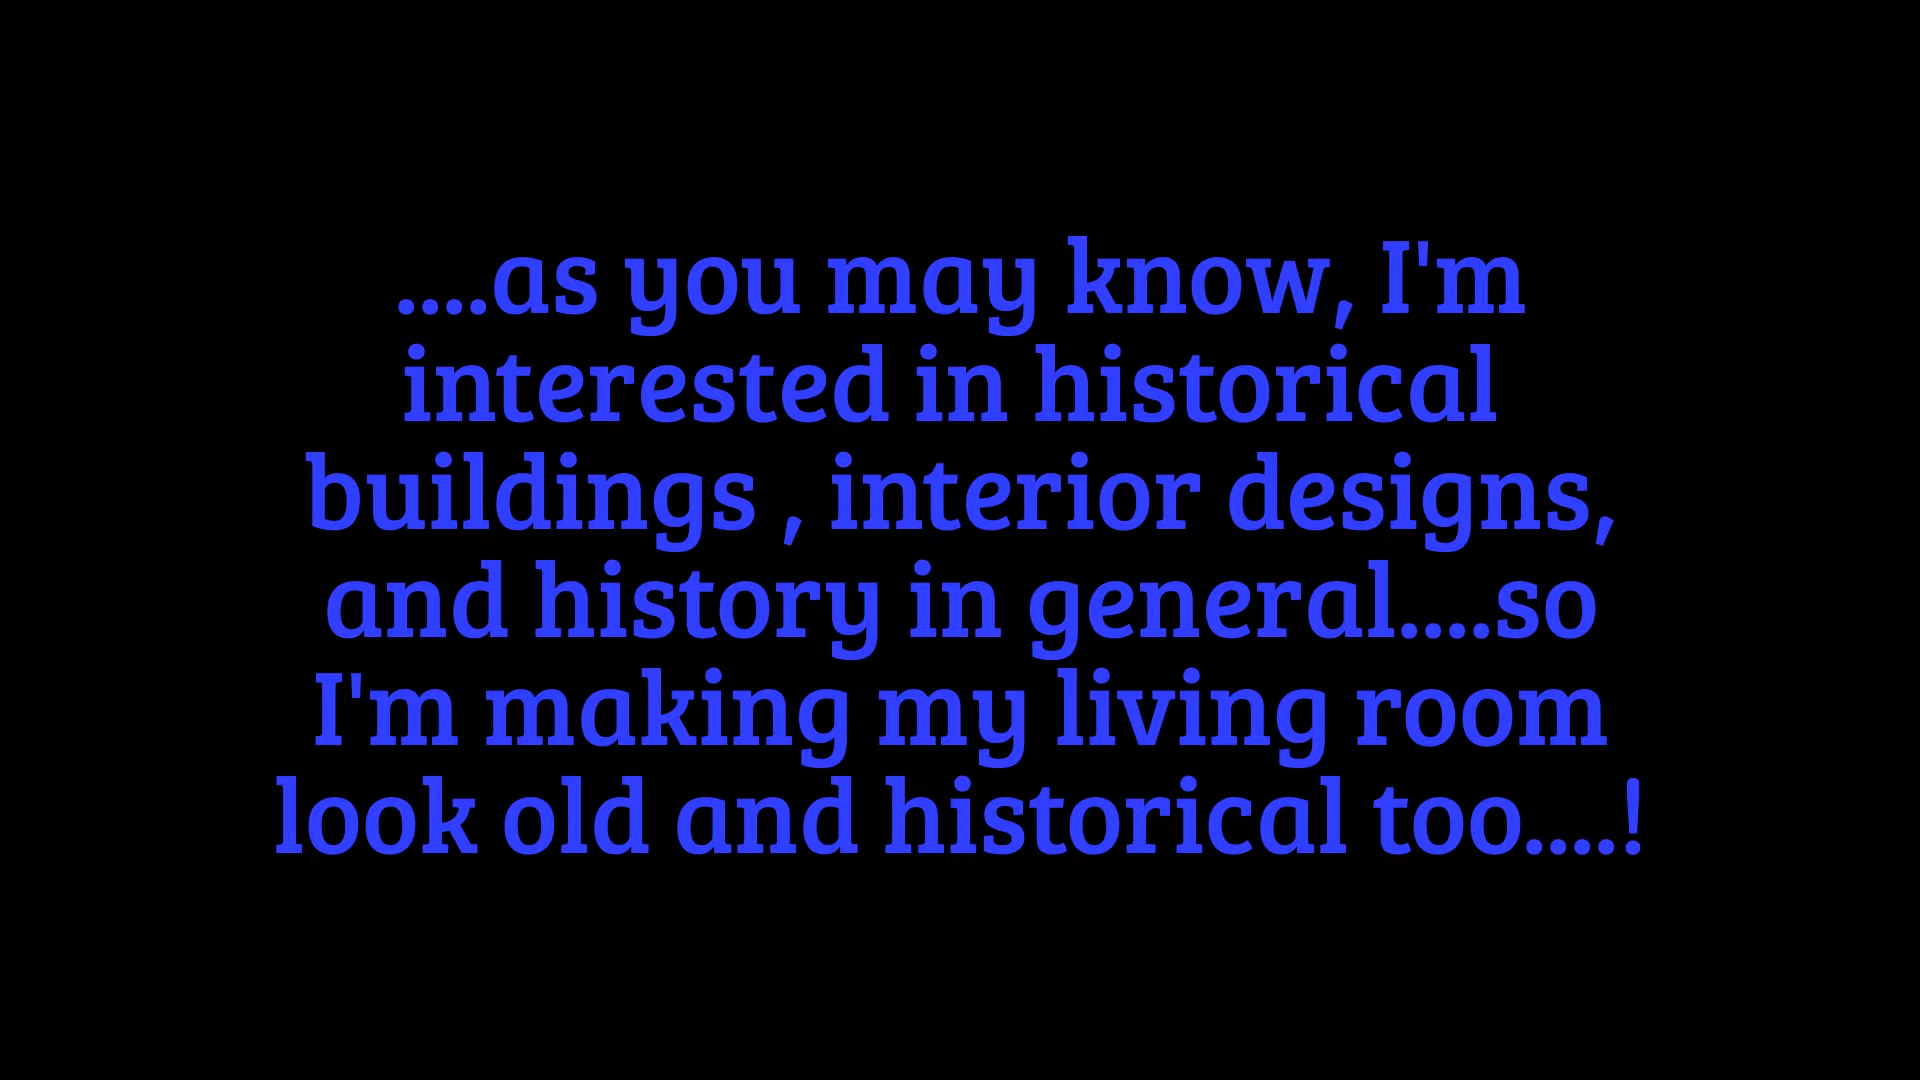 ....as you may know, I'm
interested in historical
buildings , interior designs,
and history in general....so
I'm making my living room
look old and historical too....!